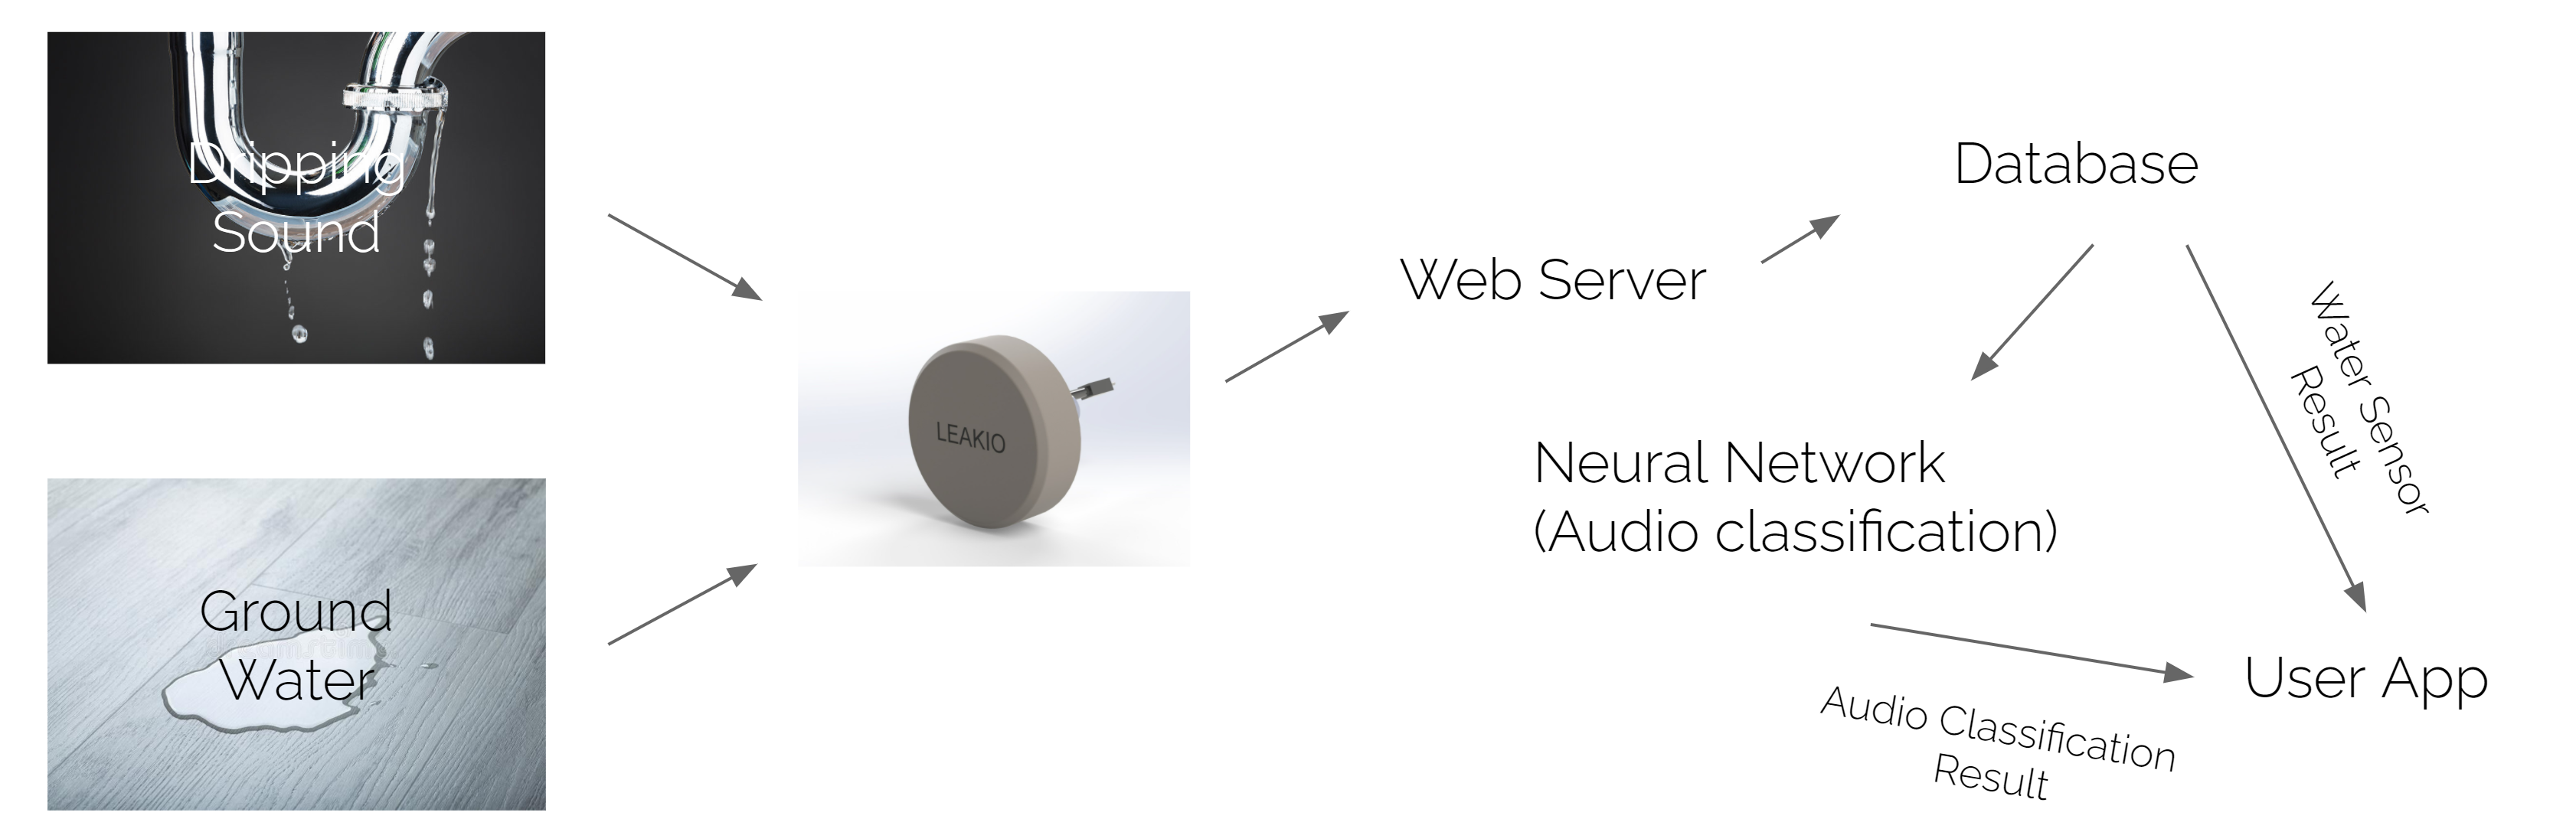 Dripping
Sound
Ground
Water
LEAKIO
Web Server
Database
Neural Network
(Audio classification)
Water Sensor
Result
Audio Classification
Result
User App